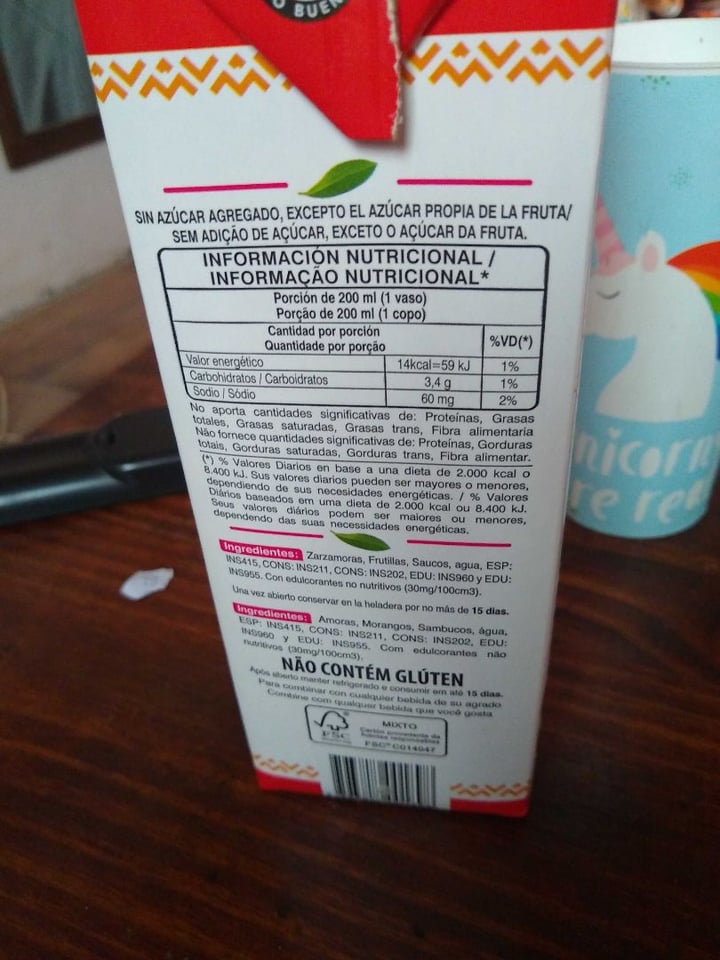 O BUEN
SIN AZÚCAR AGREGADO, EXCEPTO EL AZÚCAR PROPIA DE LA FRUTA/
SEM ADIÇÃO DE AÇÚCAR, EXCETO O AÇÚCAR DA FRUTA.
INFORMACIÓN NUTRICIONAL /
INFORMAÇÃO NUTRICIONAL*
Porción de 200 ml (1 vaso)
Porção de 200 ml (1 copo)
Cantidad por porción
Quantidade por porção
%VD(*)
Valor energético 14kcal=59 kJ 1%
Carbohidratos / Carboidratos 3,4 g 1%
Sodio / Sódio 60 mg 2%
No aporta cantidades significativas de: Proteínas, Grasas
totales, Grasas saturadas, Grasas trans, Fibra alimentaria
Não fornece quantidades significativas de: Proteínas, Gorduras
totais, Gorduras saturadas, Gorduras trans, Fibra alimentar.
(*) % Valores Diarios en base a una dieta de 2.000 kcal o
8.400 kJ. Sus valores diarios pueden ser mayores o menores,
dependiendo de sus necesidades energéticas. / % Valores
Diários baseados em uma dieta de 2.000 kcal ou 8.400 kJ.
Seus valores diários podem ser maiores ou menores,
dependendo das suas necessidades energéticas.
Ingredientes: Zarzamoras, Frutillas, Saucos, agua, ESP:
INS415, CONS: INS211, CONS: INS202, EDU: INS960 y EDU:
INS955. Con edulcorantes no nutritivos (30mg/100cm3).
Una vez abierto conservar en la heladera por no más de 15 días.
Ingredientes: Amoras, Morangos, Sambucos, água,
ESP: INS415, CONS: INS211, CONS: INS202, EDU:
INS960 y EDU: INS955. Com edulcorantes não
nutritivos (30mg/100cm3).
NÃO CONTÉM GLÚTEN
Após aberto manter refrigerado e consumir em até 15 dias.
Para combinar con cualquier bebida de su agrado
Combine com qualquer bebida que você gosta
FSC
MIXTO
Cartón procedente de
fuentes responsables
FSC® C014047
unicorn
re rea